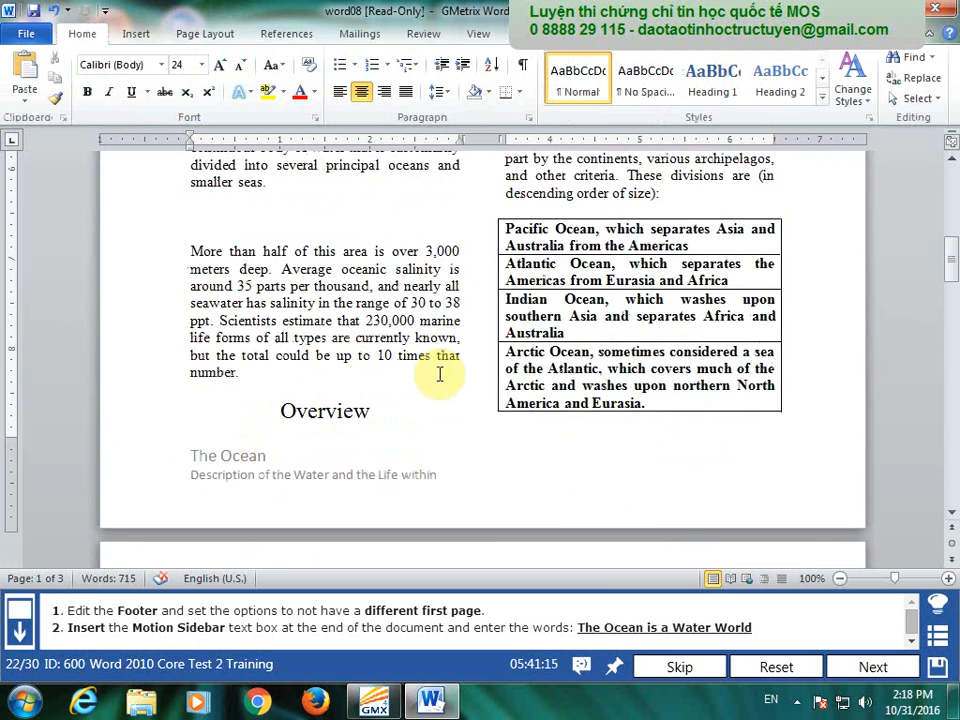 word08 [Read-Only] - GMetrix Word
Luyện thi chứng chỉ tin học quốc tế MOS
0 8888 29 115 - daotaotinhoctructuyen@gmail.com
File Home Insert Page Layout References Mailings Review View
Calibri (Body) 24
Paste
Clipboard Font Paragraph Styles Editing
AaBbCcDc AaBbCcDc AaBbCc AaBbCc
¶ Normal ¶ No Spaci... Heading 1 Heading 2
Change Styles
Find
Replace
Select
divided into several principal oceans and
smaller seas.
More than half of this area is over 3,000
meters deep. Average oceanic salinity is
around 35 parts per thousand, and nearly all
seawater has salinity in the range of 30 to 38
ppt. Scientists estimate that 230,000 marine
life forms of all types are currently known,
but the total could be up to 10 times that
number.
Overview
The Ocean
Description of the Water and the Life within
part by the continents, various archipelagos,
and other criteria. These divisions are (in
descending order of size):
Pacific Ocean, which separates Asia and
Australia from the Americas
Atlantic Ocean, which separates the
Americas from Eurasia and Africa
Indian Ocean, which washes upon
southern Asia and separates Africa and
Australia
Arctic Ocean, sometimes considered a sea
of the Atlantic, which covers much of the
Arctic and washes upon northern North
America and Eurasia.
Page: 1 of 3 Words: 715 English (U.S.) 100%
1. Edit the Footer and set the options to not have a different first page.
2. Insert the Motion Sidebar text box at the end of the document and enter the words: The Ocean is a Water World
22/30 ID: 600 Word 2010 Core Test 2 Training 05:41:15 Skip Reset Next
GMX
EN
2:18 PM
10/31/2016